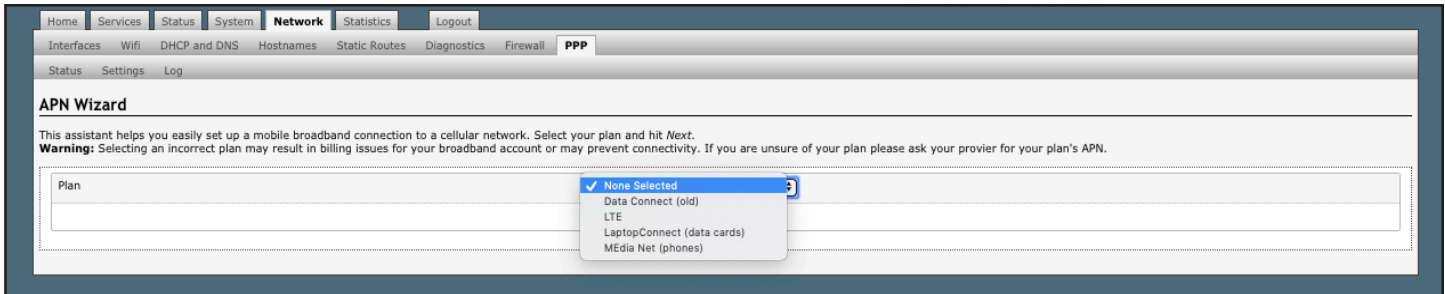 Home Services Status System Network Statistics Logout
Interfaces Wifi DHCP and DNS Hostnames Static Routes Diagnostics Firewall PPP
Status Settings Log
APN Wizard
This assistant helps you easily set up a mobile broadband connection to a cellular network. Select your plan and hit Next.
Warning: Selecting an incorrect plan may result in billing issues for your broadband account or may prevent connectivity. If you are unsure of your plan please ask your provier for your plan's APN.
Plan ✓ None Selected
Data Connect (old)
LTE
LaptopConnect (data cards)
MEdia Net (phones)